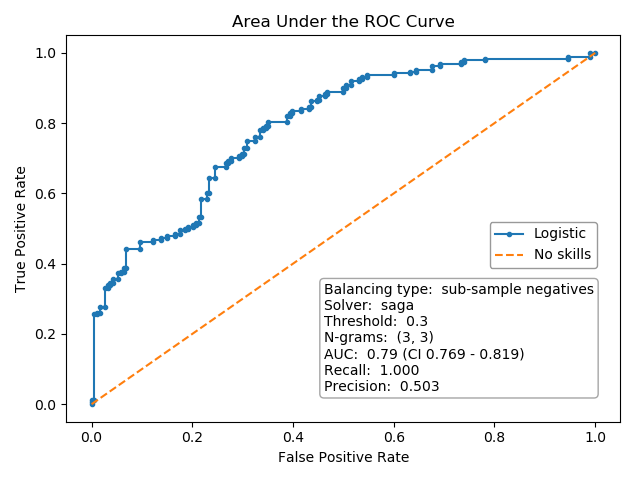 Area Under the ROC Curve
True Positive Rate
1.0
0.8
0.6
0.4
0.2
0.0
Logistic
No skills
Balancing type:  sub-sample negatives
Solver:  saga
Threshold:  0.3
N-grams:  (3, 3)
AUC:  0.79 (CI 0.769 - 0.819)
Recall:  1.000
Precision:  0.503
0.0 0.2 0.4 0.6 0.8 1.0
False Positive Rate